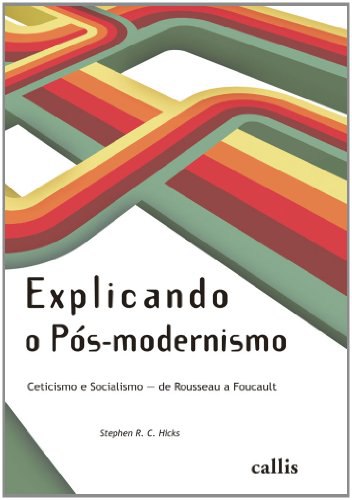 Explicando
o Pós-modernismo
Ceticismo e Socialismo — de Rousseau a Foucault
Stephen R. C. Hicks
callis